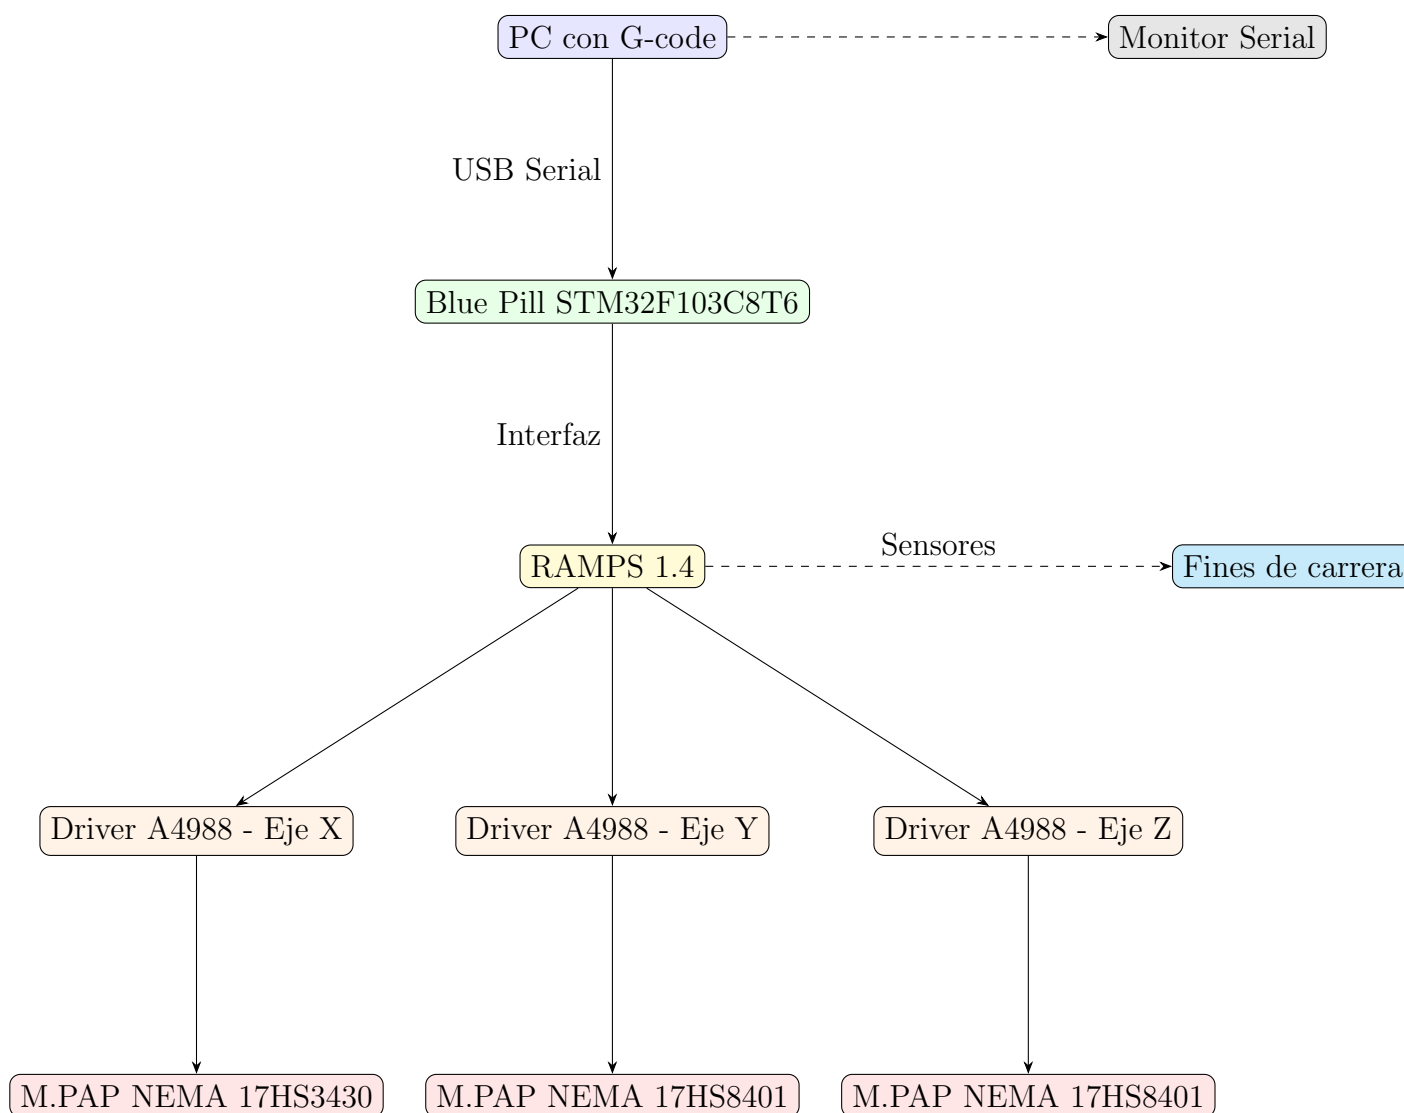 PC con G-code
Monitor Serial
USB Serial
Blue Pill STM32F103C8T6
Interfaz
Sensores
RAMPS 1.4
Fines de carrera
Driver A4988 - Eje X
Driver A4988 - Eje Y
Driver A4988 - Eje Z
M.PAP NEMA 17HS3430
M.PAP NEMA 17HS8401
M.PAP NEMA 17HS8401